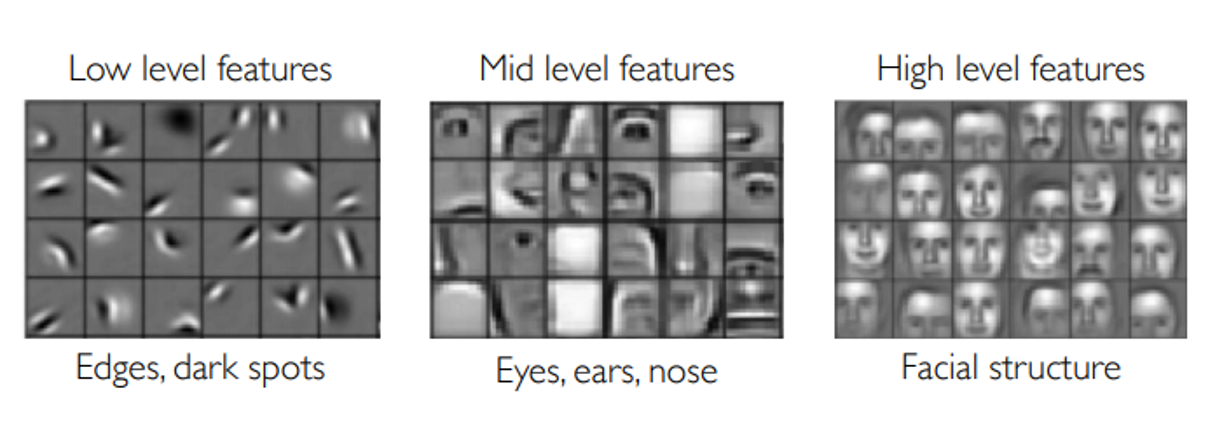 Low level features
Mid level features
High level features
Edges, dark spots
Eyes, ears, nose
Facial structure